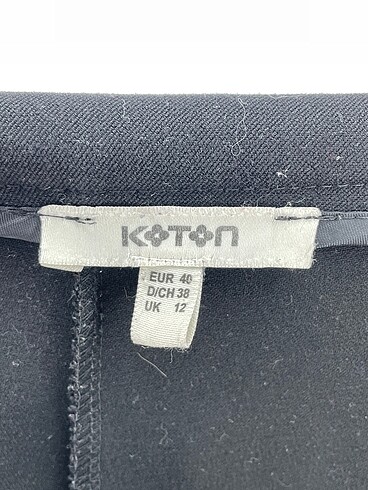 KOTON
EUR 40
D/CH 38
UK 12